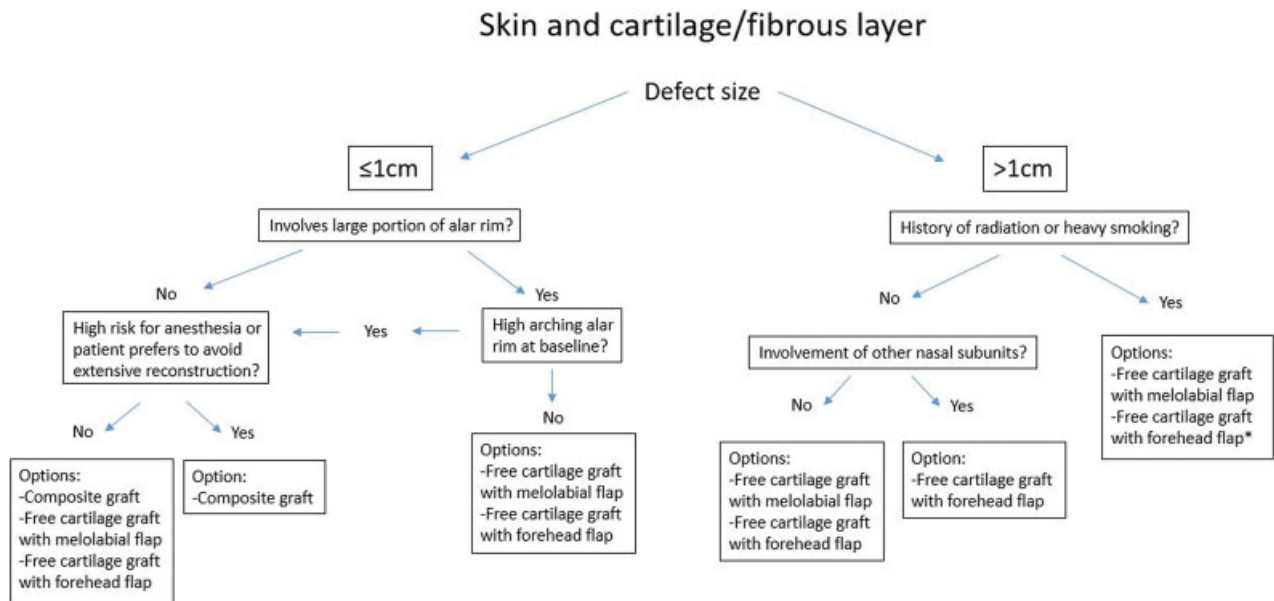 Skin and cartilage/fibrous layer
Defect size
≤1cm
Involves large portion of alar rim?
No
High risk for anesthesia or
patient prefers to avoid
extensive reconstruction?
No
Options:
-Composite graft
-Free cartilage graft
with melolabial flap
-Free cartilage graft
with forehead flap
Yes
Option:
-Composite graft
Yes
Yes
High arching alar
rim at baseline?
No
Options:
-Free cartilage graft
with melolabial flap
-Free cartilage graft
with forehead flap
>1cm
History of radiation or heavy smoking?
No
Involvement of other nasal subunits?
No
Options:
-Free cartilage graft
with melolabial flap
-Free cartilage graft
with forehead flap
Yes
Option:
-Free cartilage graft
with forehead flap
Yes
Options:
-Free cartilage graft
with melolabial flap
-Free cartilage graft
with forehead flap*